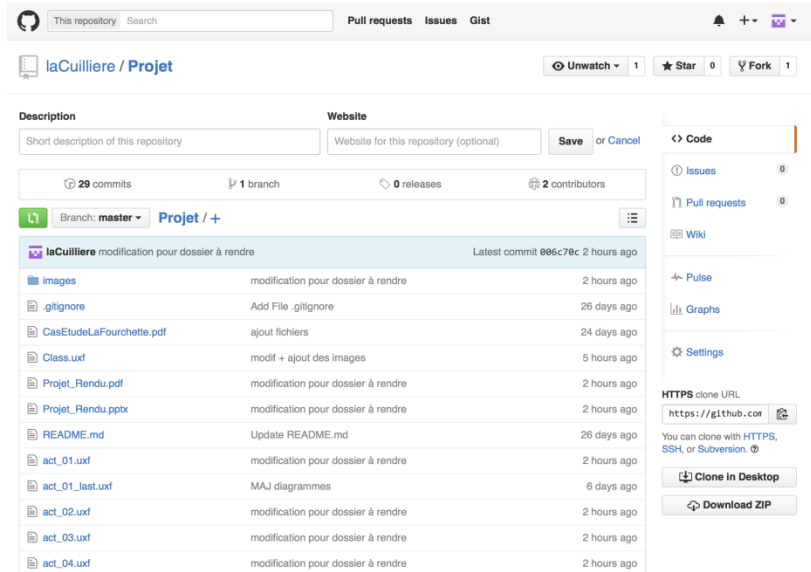 This repository Search Pull requests Issues Gist
laCuilliere / Projet Unwatch 1 Star 0 Fork 1
Description Website
Short description of this repository Website for this repository (optional) Save or Cancel
29 commits 1 branch 0 releases 2 contributors
Branch: master Projet / +
laCuilliere modification pour dossier à rendre Latest commit 006c70c 2 hours ago
images modification pour dossier à rendre 2 hours ago
.gitignore Add File .gitignore 26 days ago
CasEtudeLaFourchette.pdf ajout fichiers 24 days ago
Class.uxf modif + ajout des images 5 hours ago
Projet_Rendu.pdf modification pour dossier à rendre 2 hours ago
Projet_Rendu.pptx modification pour dossier à rendre 2 hours ago
README.md Update README.md 26 days ago
act_01.uxf modification pour dossier à rendre 2 hours ago
act_01_last.uxf MAJ diagrammes 6 days ago
act_02.uxf modification pour dossier à rendre 2 hours ago
act_03.uxf modification pour dossier à rendre 2 hours ago
act_04.uxf modification pour dossier à rendre 2 hours ago
Code
Issues 0
Pull requests 0
Wiki
Pulse
Graphs
Settings
HTTPS clone URL
https://github.com
You can clone with HTTPS,
SSH, or Subversion.
Clone in Desktop
Download ZIP